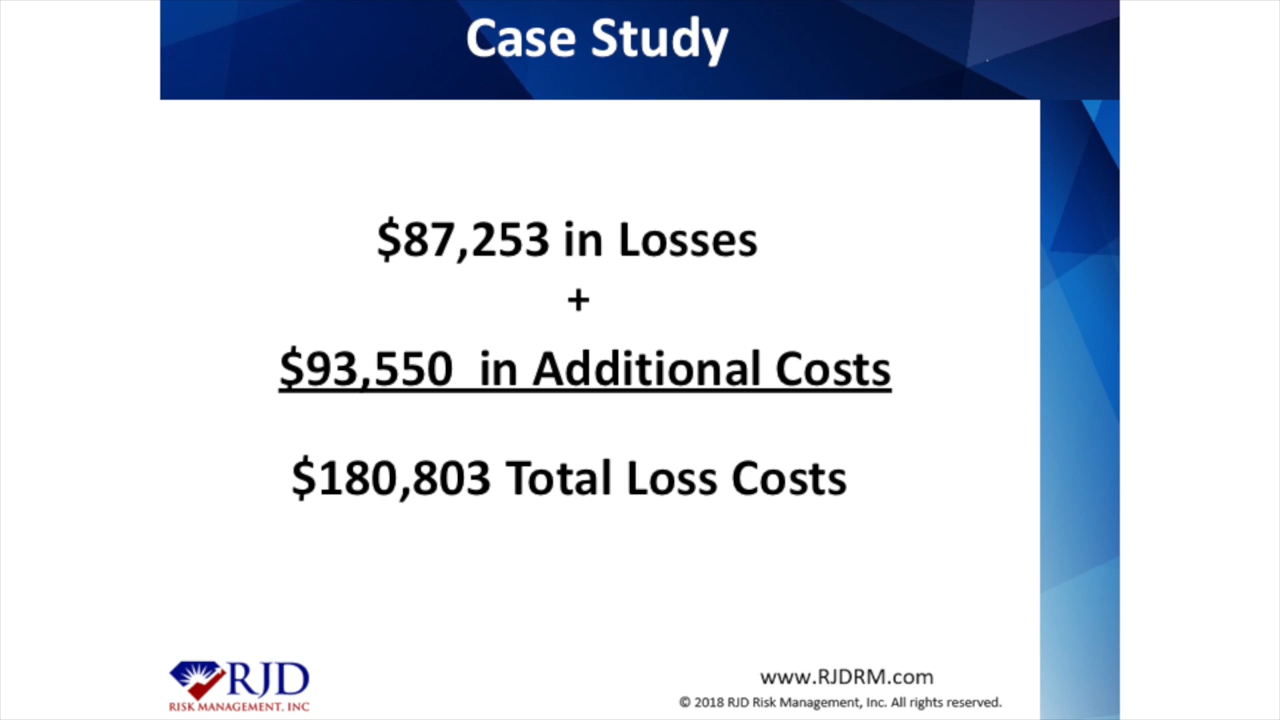 Case Study
$87,253 in Losses
+
$93,550  in Additional Costs
$180,803 Total Loss Costs
RJD
RISK MANAGEMENT, INC
www.RJDRM.com
© 2018 RJD Risk Management, Inc. All rights reserved.